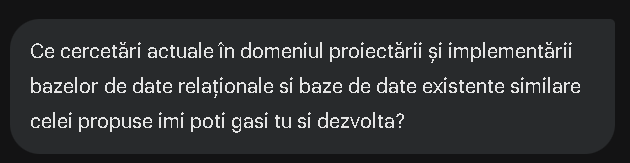 Ce cercetări actuale în domeniul proiectării și implementării
bazelor de date relaționale si baze de date existente similare
celei propuse imi poti gasi tu si dezvolta?